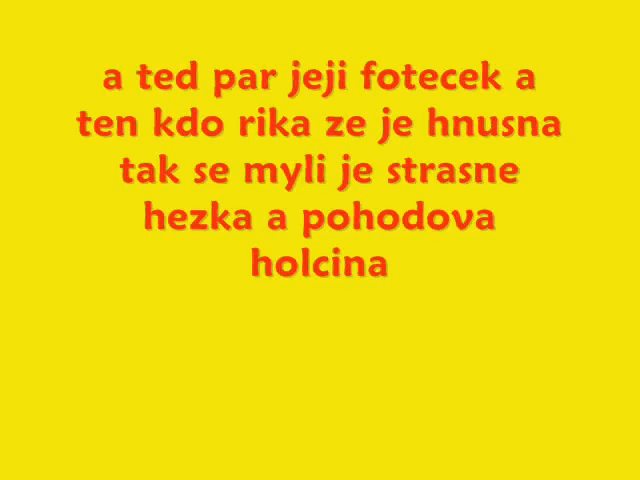 a ted par jeji fotecek a
ten kdo rika ze je hnusna
tak se myli je strasne
hezka a pohodova
holcina